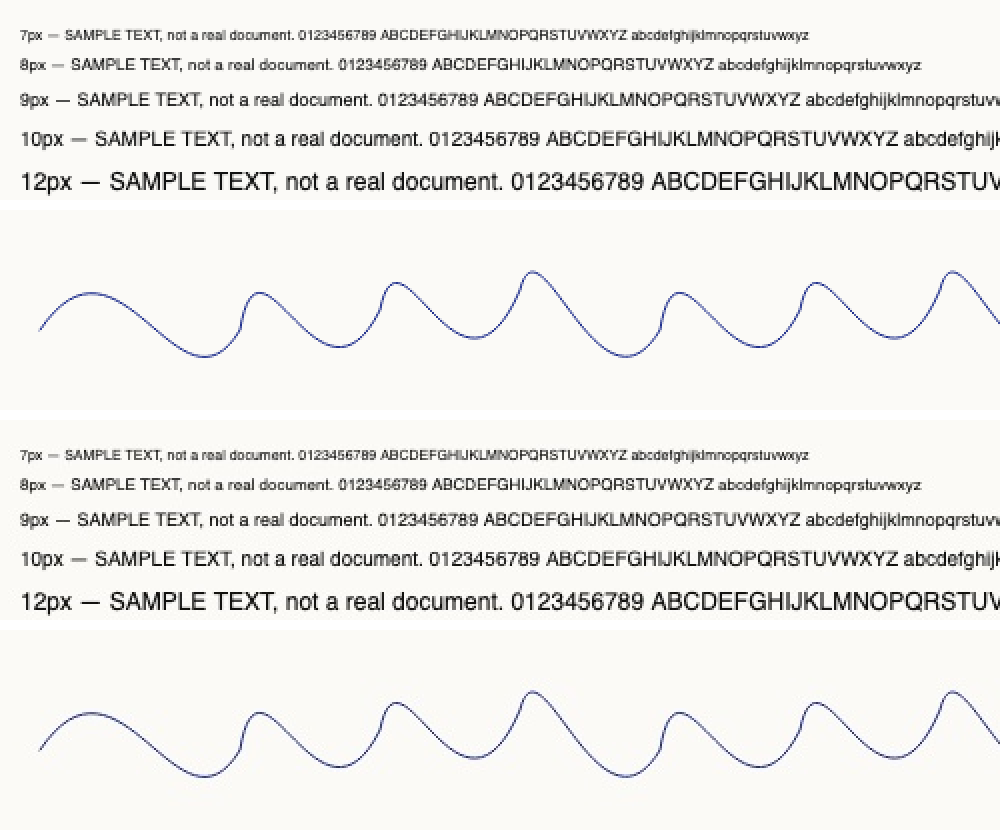 7px — SAMPLE TEXT, not a real document. 0123456789 ABCDEFGHIJKLMNOPQRSTUVWXYZ abcdefghijklmnopqrstuvwxyz
8px — SAMPLE TEXT, not a real document. 0123456789 ABCDEFGHIJKLMNOPQRSTUVWXYZ abcdefghijklmnopqrstuvwxyz
9px — SAMPLE TEXT, not a real document. 0123456789 ABCDEFGHIJKLMNOPQRSTUVWXYZ abcdefghijklmnopqrstuvw
10px — SAMPLE TEXT, not a real document. 0123456789 ABCDEFGHIJKLMNOPQRSTUVWXYZ abcdefghijk
12px — SAMPLE TEXT, not a real document. 0123456789 ABCDEFGHIJKLMNOPQRSTUV
7px — SAMPLE TEXT, not a real document. 0123456789 ABCDEFGHIJKLMNOPQRSTUVWXYZ abcdefghijklmnopqrstuvwxyz
8px — SAMPLE TEXT, not a real document. 0123456789 ABCDEFGHIJKLMNOPQRSTUVWXYZ abcdefghijklmnopqrstuvwxyz
9px — SAMPLE TEXT, not a real document. 0123456789 ABCDEFGHIJKLMNOPQRSTUVWXYZ abcdefghijklmnopqrstuvw
10px — SAMPLE TEXT, not a real document. 0123456789 ABCDEFGHIJKLMNOPQRSTUVWXYZ abcdefghijk
12px — SAMPLE TEXT, not a real document. 0123456789 ABCDEFGHIJKLMNOPQRSTUV